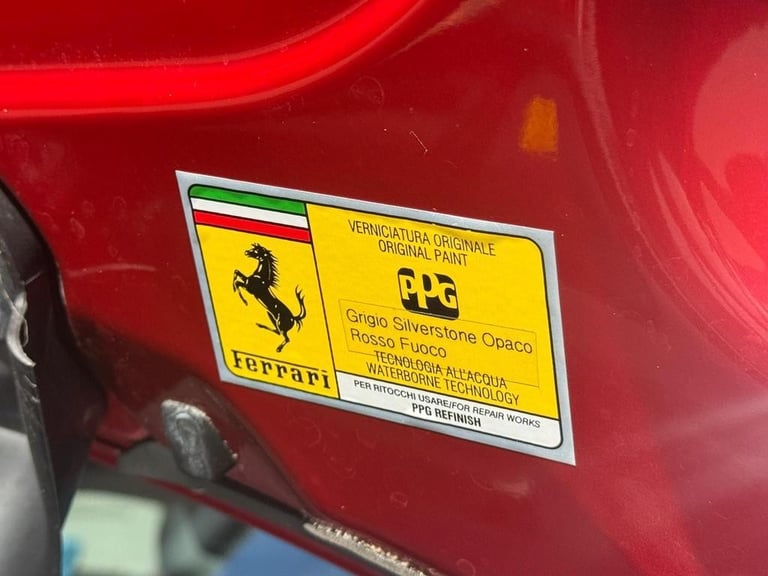 VERNICIATURA ORIGINALE
ORIGINAL PAINT
PPG
Grigio Silverstone Opaco
Rosso Fuoco
TECNOLOGIA ALL'ACQUA
WATERBORNE TECHNOLOGY
PER RITOCCHI USARE/FOR REPAIR WORKS
PPG REFINISH
Ferrari